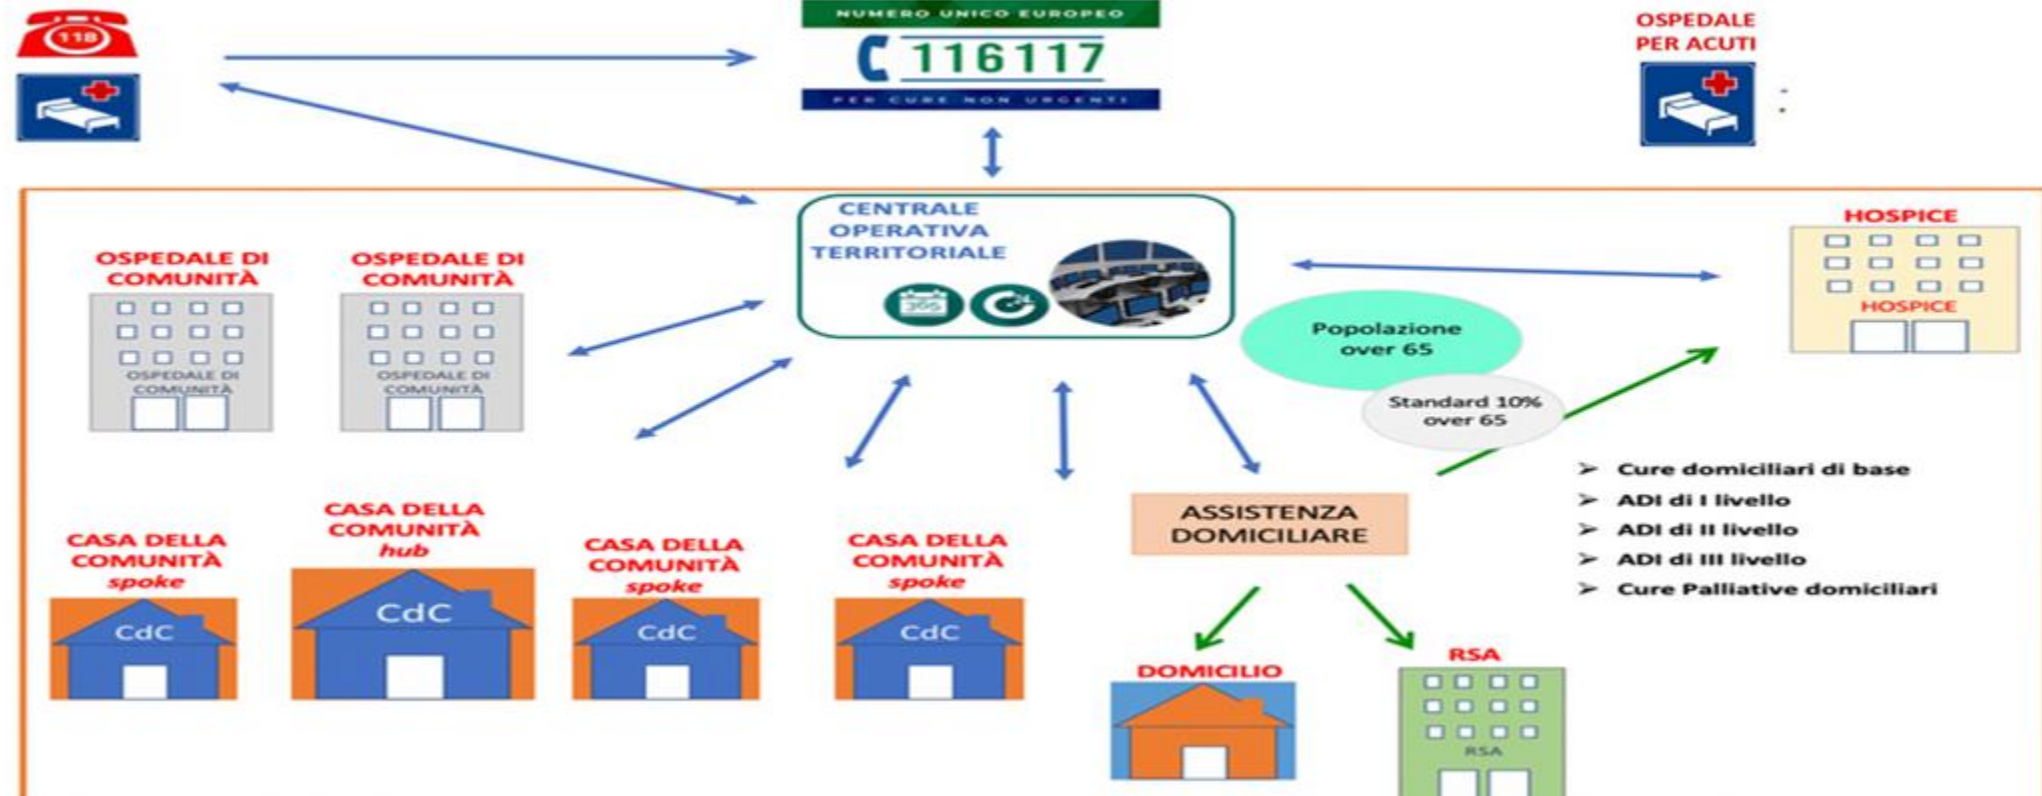 118
NUMERO UNICO EUROPEO
116117
PER CURE NON URGENTI
OSPEDALE
PER ACUTI
CENTRALE
OPERATIVA
TERRITORIALE
365
24
HOSPICE
HOSPICE
OSPEDALE DI
COMUNITÀ
OSPEDALE DI
COMUNITÀ
OSPEDALE DI
COMUNITÀ
OSPEDALE DI
COMUNITÀ
Popolazione
over 65
Standard 10%
over 65
➢ Cure domiciliari di base
➢ ADI di I livello
➢ ADI di II livello
➢ ADI di III livello
➢ Cure Palliative domiciliari
CASA DELLA
COMUNITÀ
spoke
CdC
CASA DELLA
COMUNITÀ
hub
CdC
CASA DELLA
COMUNITÀ
spoke
CdC
CASA DELLA
COMUNITÀ
spoke
CdC
ASSISTENZA
DOMICILIARE
DOMICILIO
RSA
RSA